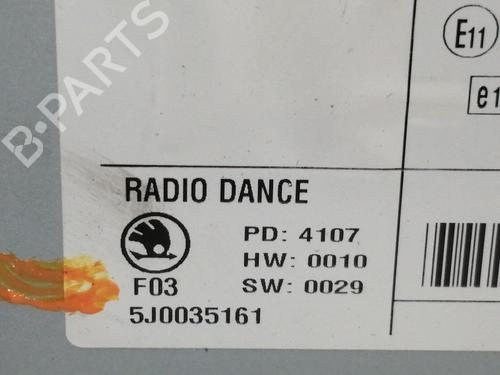 B-PARTS
E11
e1
RADIO DANCE
PD: 4107
F03 HW: 0010
SW: 0029
5J0035161